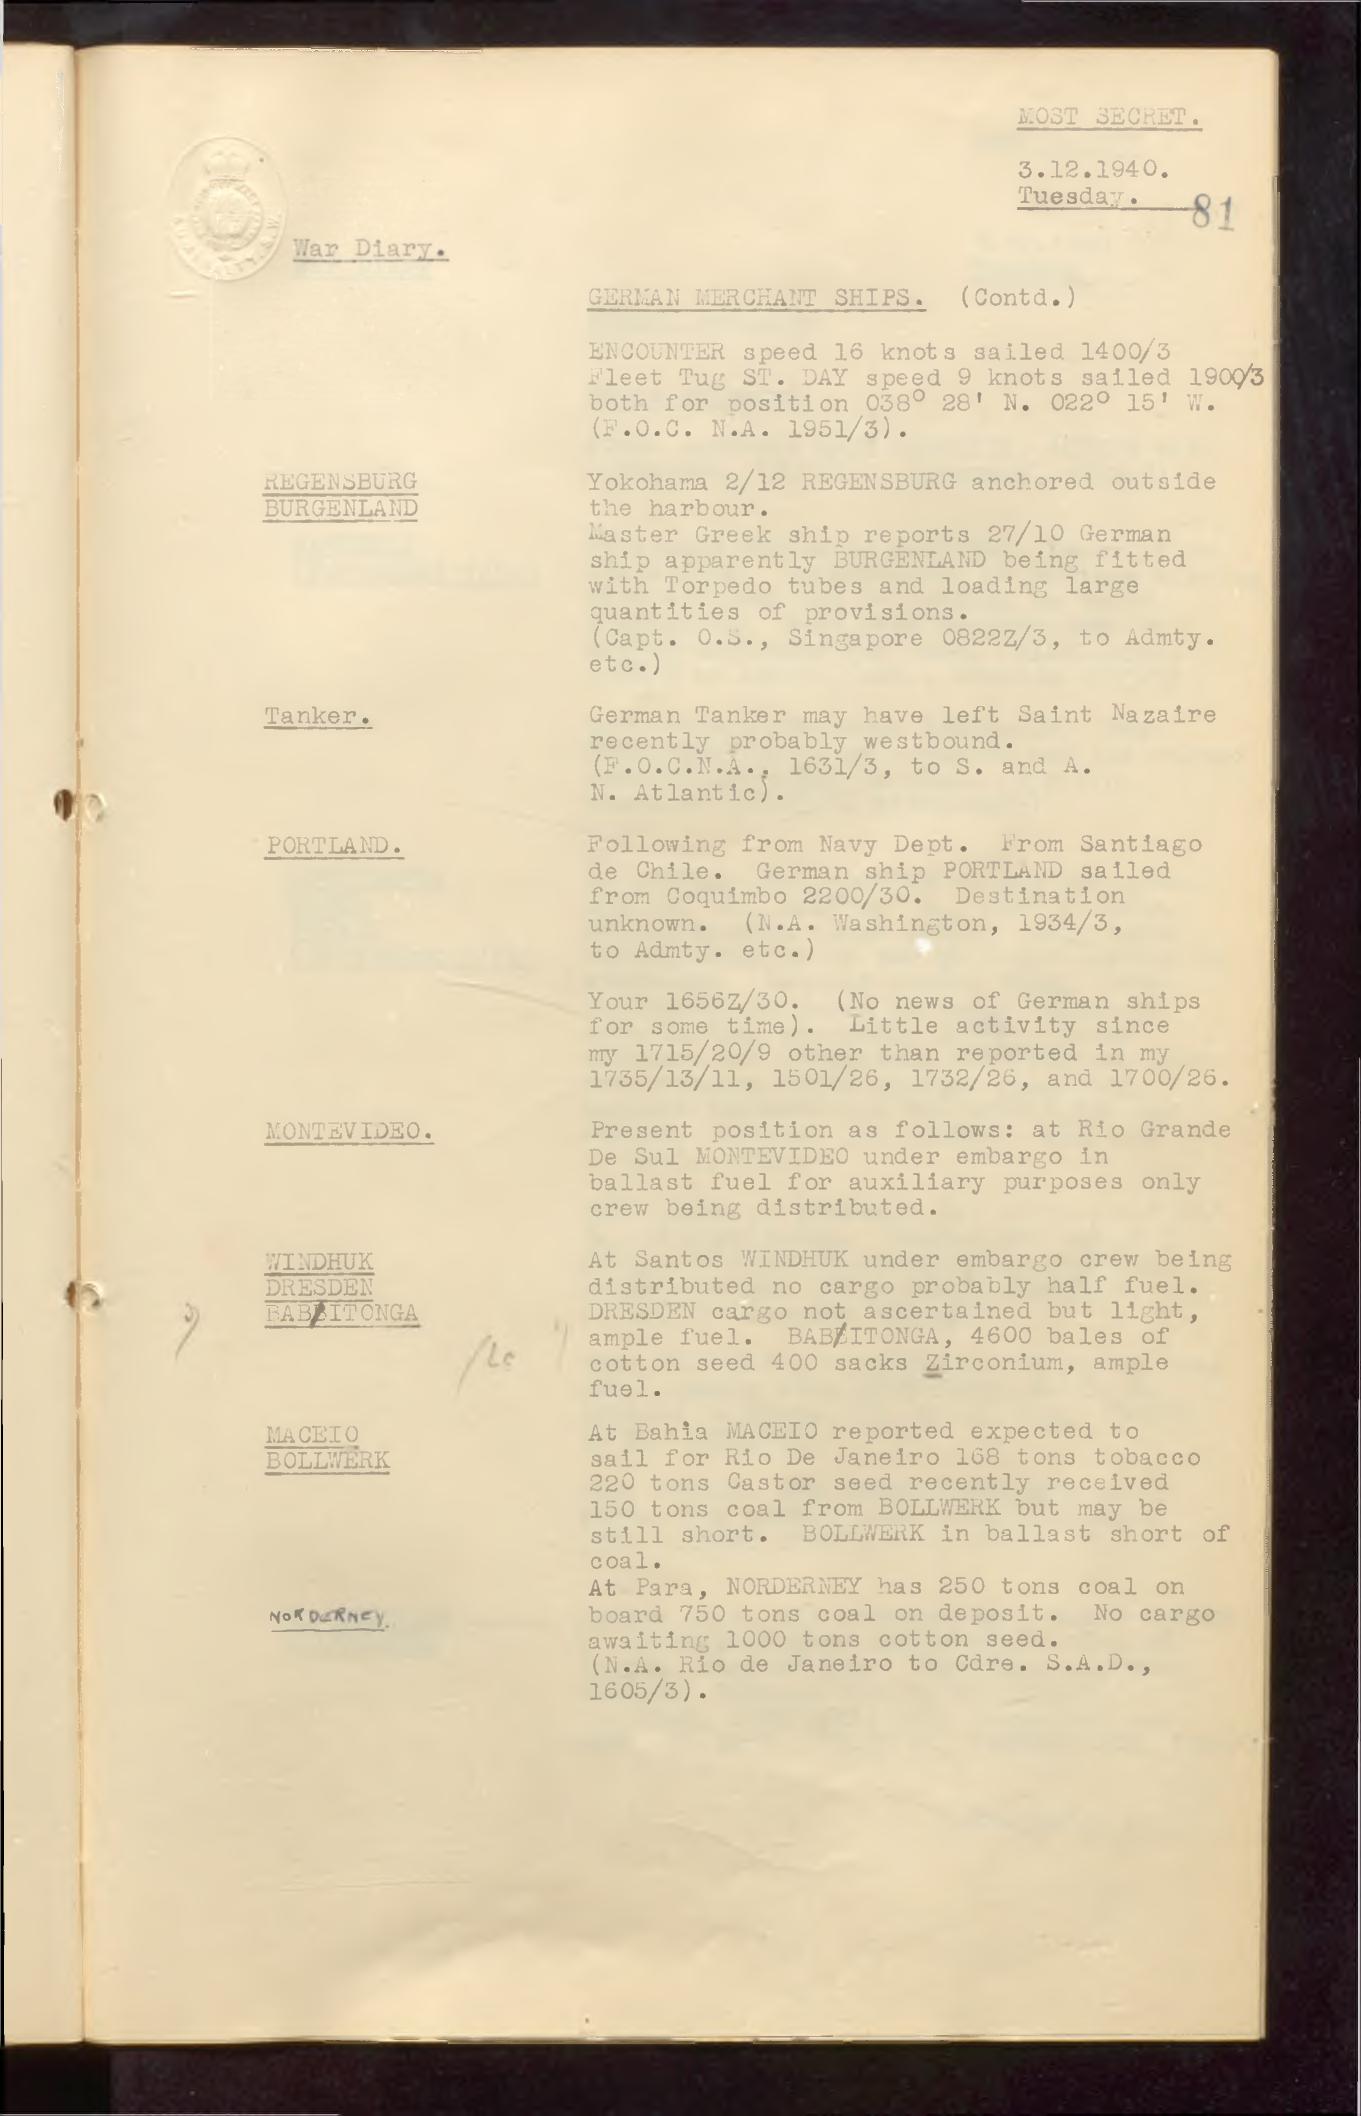 MOST SECRET.
3.12.1940.
Tuesday.
81
War Diary.
GERMAN MERCHANT SHIPS. (Contd.)
ENCOUNTER speed 16 knots sailed 1400/3
Fleet Tug ST. DAY speed 9 knots sailed 1900/3
both for position 038° 28' N. 022° 15' W.
(F.O.C. N.A. 1951/3).
REGENSBURG
BURGENLAND
Yokohama 2/12 REGENSBURG anchored outside
the harbour.
Master Greek ship reports 27/10 German
ship apparently BURGENLAND being fitted
with Torpedo tubes and loading large
quantities of provisions.
(Capt. O.S., Singapore 0822Z/3, to Admty.
etc.)
Tanker.
German Tanker may have left Saint Nazaire
recently probably westbound.
(F.O.C.N.A., 1631/3, to S. and A.
N. Atlantic).
PORTLAND.
Following from Navy Dept. From Santiago
de Chile. German ship PORTLAND sailed
from Coquimbo 2200/30. Destination
unknown. (N.A. Washington, 1934/3,
to Admty. etc.)
Your 1656Z/30. (No news of German ships
for some time). Little activity since
my 1715/20/9 other than reported in my
1735/13/11, 1501/26, 1732/26, and 1700/26.
MONTEVIDEO.
Present position as follows: at Rio Grande
De Sul MONTEVIDEO under embargo in
ballast fuel for auxiliary purposes only
crew being distributed.
WINDHUK
DRESDEN
BABITONGA
At Santos WINDHUK under embargo crew being
distributed no cargo probably half fuel.
DRESDEN cargo not ascertained but light,
ample fuel. BABITONGA, 4600 bales of
cotton seed 400 sacks Zirconium, ample
fuel.
MACEIO
BOLLWERK
At Bahia MACEIO reported expected to
sail for Rio De Janeiro 168 tons tobacco
220 tons Castor seed recently received
150 tons coal from BOLLWERK but may be
still short. BOLLWERK in ballast short of
coal.
NORDERNEY.
At Para, NORDERNEY has 250 tons coal on
board 750 tons coal on deposit. No cargo
awaiting 1000 tons cotton seed.
(N.A. Rio de Janeiro to Cdre. S.A.D.,
1605/3).